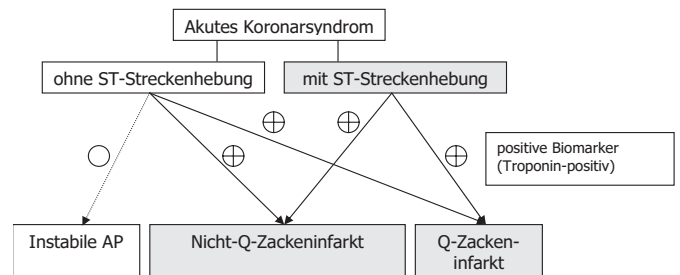 Akutes Koronarsyndrom
ohne ST-Streckenhebung
mit ST-Streckenhebung
positive Biomarker
(Troponin-positiv)
Instabile AP
Nicht-Q-Zackeninfarkt
Q-Zacken-
infarkt